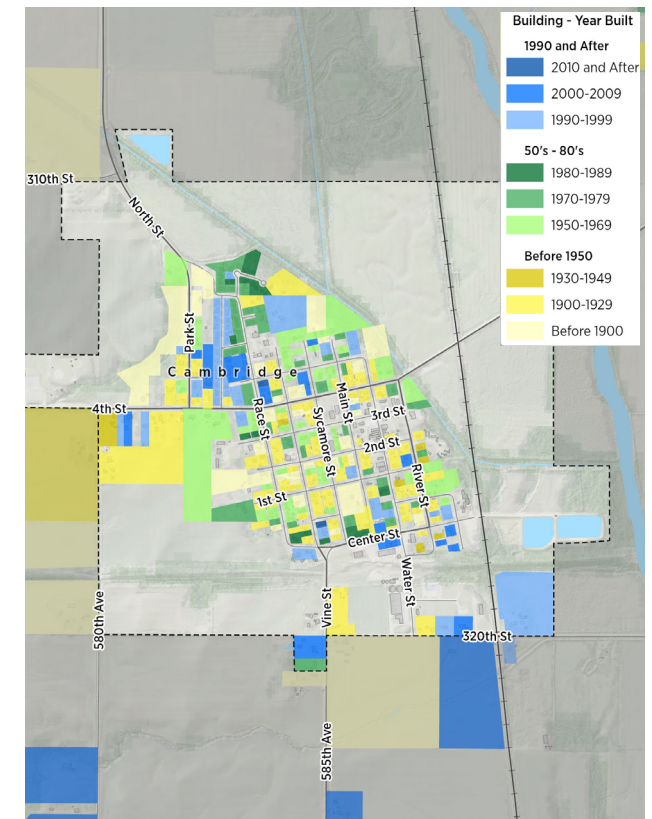 Building - Year Built
1990 and After
2010 and After
2000-2009
1990-1999
50's - 80's
1980-1989
1970-1979
1950-1969
Before 1950
1930-1949
1900-1929
Before 1900
310th St
North St
Park St
Cambridge
4th St
Race St
Sycamore St
Main St
3rd St
2nd St
River St
1st St
Center St
Water St
Vine St
580th Ave
320th St
585th Ave